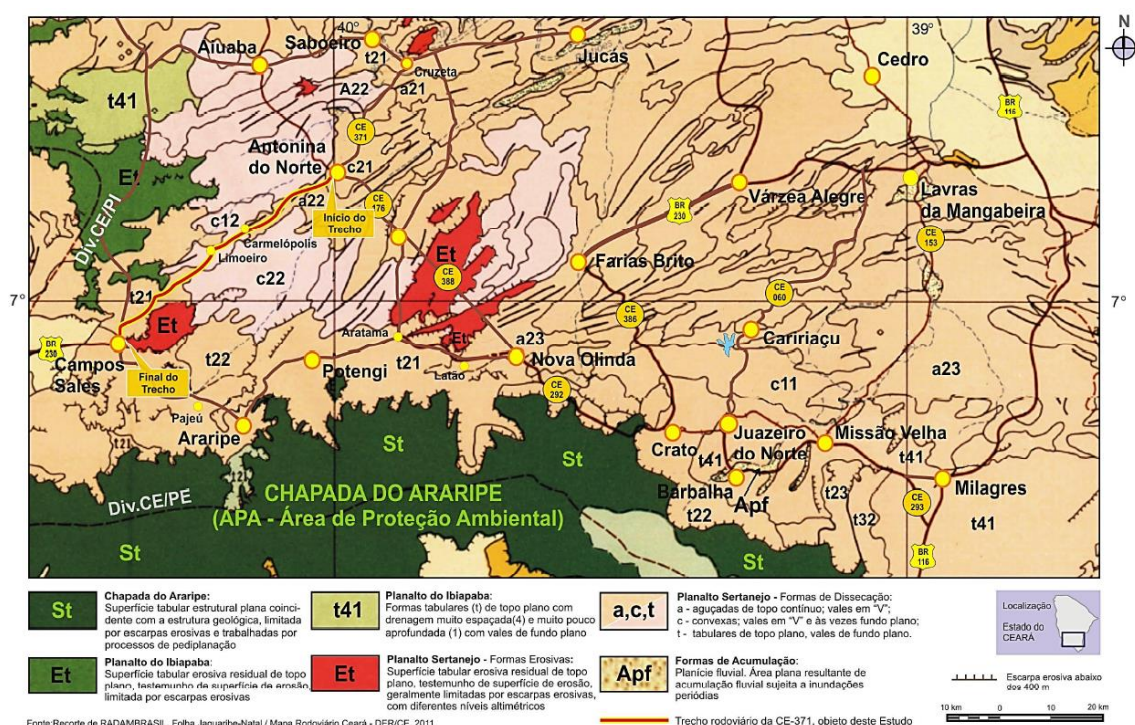 40º
39º
N
Aiuaba
Saboeiro
t21
Cruzeta
a21
Jucás
Cedro
t41
A22
CE
371
BR
116
Et
Antonina
do Norte
c21
a22
Início do
Trecho
CE
176
Várzea Alegre
BR
230
Lavras
da Mangabeira
CE
153
Div.CE/PI
c12
Carmelópolis
Limoeiro
c22
Et
CE
388
Farias Brito
CE
060
7º
t21
Et
CE
386
7º
BR
230
Campos
Sales
Final do
Trecho
t22
Aratama
Et
a23
Caririaçu
Potengi
t21
Latão
Nova Olinda
CE
292
c11
a23
Pajeú
Araripe
t21
St
Crato
Juazeiro
do Norte
Missão Velha
t41
t41
St
Barbalha
Apf
t22
t23
t32
CE
293
Milagres
t41
BR
116
Div.CE/PE
CHAPADA DO ARARIPE
(APA - Área de Proteção Ambiental)
St
St
St
Chapada do Araripe:
Superfície tabular estrutural plana coinci-
dente com a estrutura geológica, limitada
por escarpas erosivas e trabalhadas por
processos de pediplanação
t41
Planalto do Ibiapaba:
Formas tabulares (t) de topo plano com
drenagem muito espaçada(4) e muito pouco
aprofundada (1) com vales de fundo plano
a,c,t
Planalto Sertanejo - Formas de Dissecação:
a - aguçadas de topo contínuo; vales em “V”;
c - convexas; vales em “V” e às vezes fundo plano;
t - tabulares de topo plano, vales de fundo plano.
Localização
Estado do
CEARÁ
Et
Planalto do Ibiapaba:
Superfície tabular erosiva residual de topo
plano, testemunho de superfície de erosão,
limitada por escarpas erosivas
Et
Planalto Sertanejo - Formas Erosivas:
Superfície tabular erosiva residual de topo
plano, testemunho de superfície de erosão,
geralmente limitadas por escarpas erosivas,
com diferentes níveis altimétricos
Apf
Formas de Acumulação:
Planície fluvial. Área plana resultante de
acumulação fluvial sujeita a inundações
periódias
Escarpa erosiva abaixo
dos 400 m
10 km 0 10 20 km
Fonte:Recorte de RADAMBRASIL, Folha Jaguaribe-Natal / Mapa Rodoviário Ceará - DER/CE, 2011
Trecho rodoviário da CE-371, objeto deste Estudo